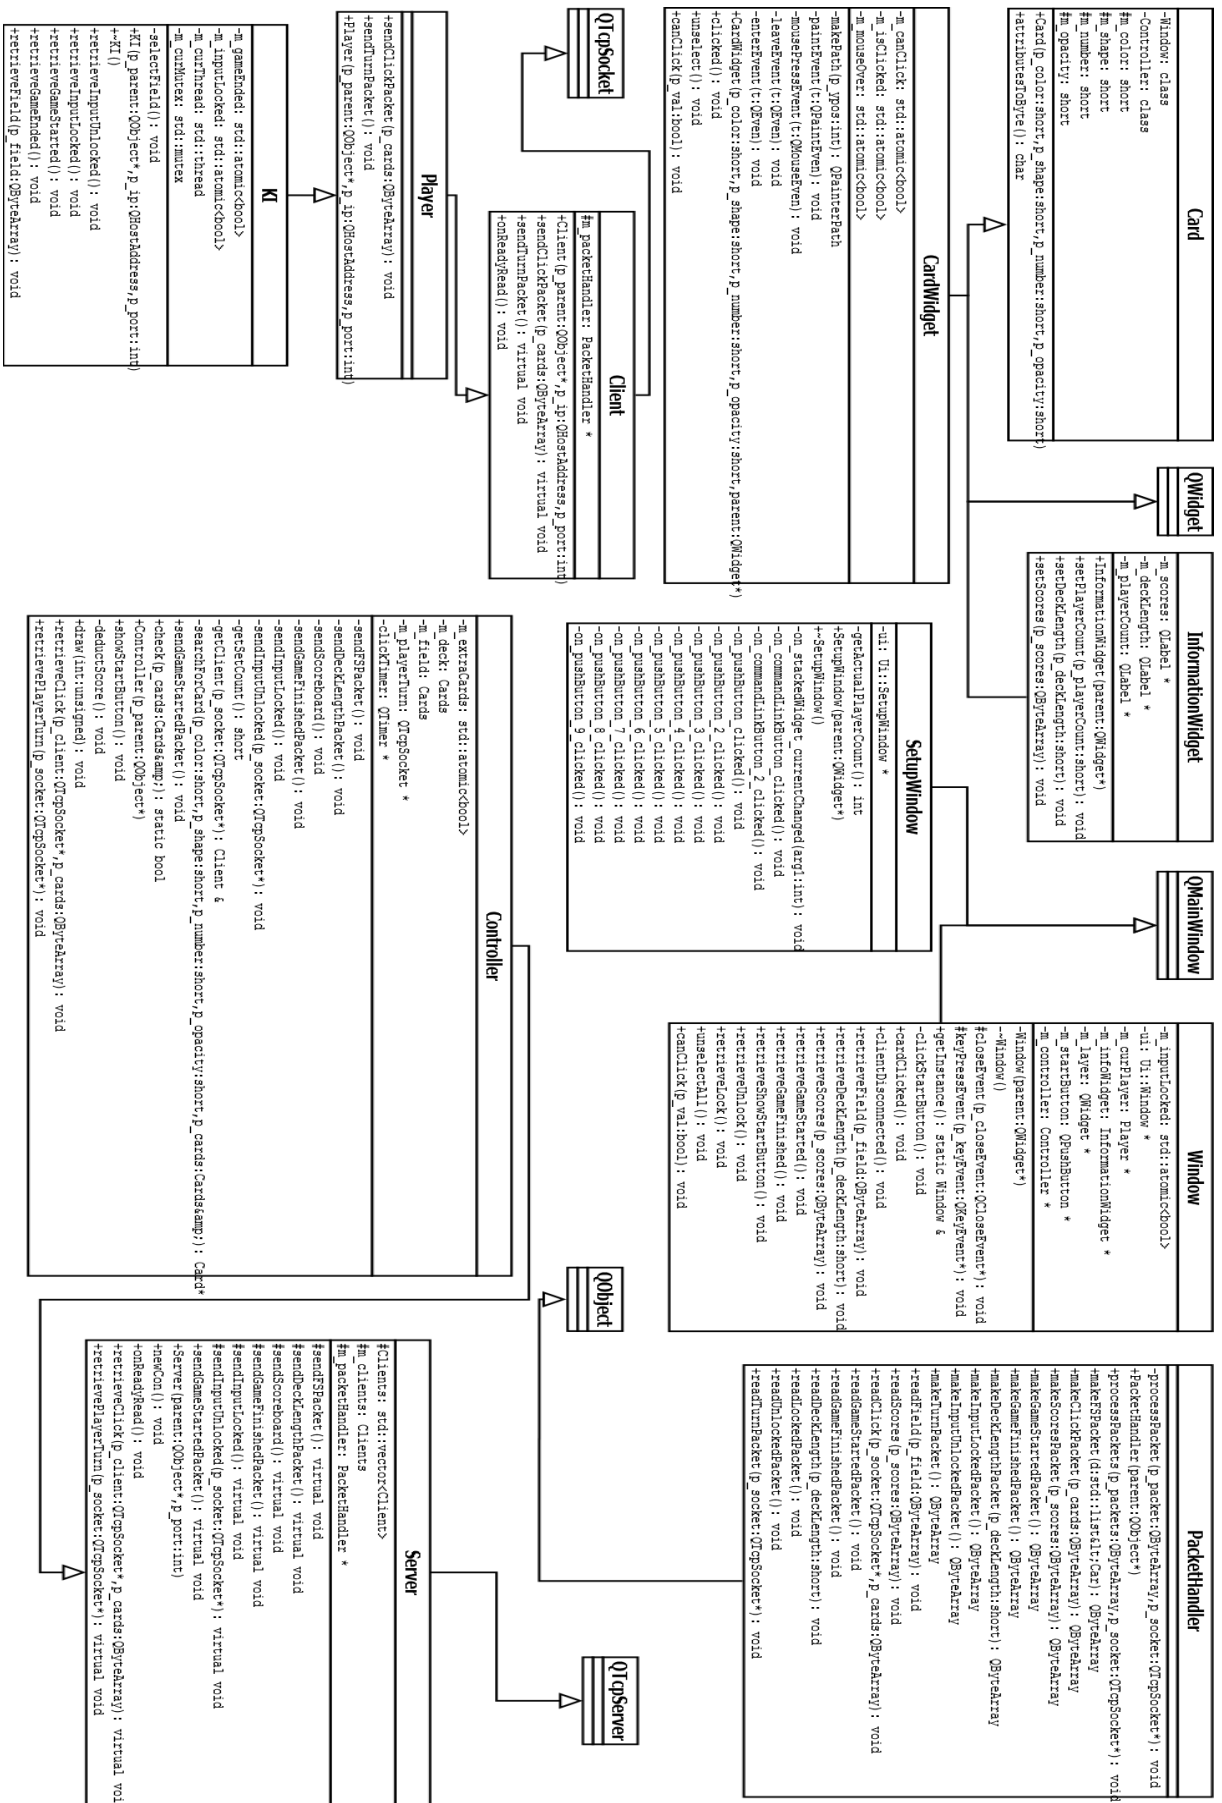 Card
-Window: class
-Controller: class
#m_color: short
#m_shape: short
#m_number: short
#m_opacity: short
+Card(p_color:short,p_shape:short,p_number:short,p_opacity:short)
+attributesToByte(): char
QWidget
InformationWidget
-m_scores: QLabel *
-m_deckLength: QLabel *
-m_playerCount: QLabel *
+InformationWidget(parent:QWidget*)
+setPlayerCount(p_playerCount:short): void
+setDeckLength(p_deckLength:short): void
+setScores(p_scores:QByteArray): void
QMainWindow
Window
-m_inputLocked: std::atomic<bool>
-ui: Ui::Window *
-m_curPlayer: Player *
-m_infoWidget: InformationWidget *
-m_layer: QWidget *
-m_startButton: QPushButton *
-m_controller: Controller *
-Window(parent:QWidget*)
-~Window()
#closeEvent(p_closeEvent:QCloseEvent*): void
#keyPressEvent(p_keyEvent:QKeyEvent*): void
+getInstance(): static Window &
-clickStartButton(): void
+cardClicked(): void
+clientDisconnected(): void
+retrieveField(p_field:QByteArray): void
+retrieveDeckLength(p_deckLength:short): void
+retrieveScores(p_scores:QByteArray): void
+retrieveGameStarted(): void
+retrieveGameFinished(): void
+retrieveShowStartButton(): void
+retrieveUnlock(): void
+retrieveLock(): void
+unselectAll(): void
+canClick(p_val:bool): void
PacketHandler
-processPacket(p_packet:QByteArray,p_socket:QTcpSocket*): void
+PacketHandler(parent:QObject*)
+processPackets(p_packets:QByteArray,p_socket:QTcpSocket*): void
+makeFSPacket(d:std::list&lt;Car): QByteArray
+makeClickPacket(p_cards:QByteArray): QByteArray
+makeScoresPacket(p_scores:QByteArray): QByteArray
+makeGameStartedPacket(): QByteArray
+makeGameFinishedPacket(): QByteArray
+makeDeckLengthPacket(p_deckLength:short): QByteArray
+makeInputLockedPacket(): QByteArray
+makeInputUnlockedPacket(): QByteArray
+makeTurnPacket(): QByteArray
+readField(p_field:QByteArray): void
+readScores(p_scores:QByteArray): void
+readClick(p_socket:QTcpSocket*,p_cards:QByteArray): void
+readGameStartedPacket(): void
+readGameFinishedPacket(): void
+readDeckLength(p_deckLength:short): void
+readLockedPacket(): void
+readUnlockedPacket(): void
+readTurnPacket(p_socket:QTcpSocket*): void
CardWidget
-m_canClick: std::atomic<bool>
-m_isClicked: std::atomic<bool>
-m_mouseOver: std::atomic<bool>
-makePath(p_ypos:int): QPainterPath
-paintEvent(t:QPaintEven): void
-mousePressEvent(t:QMouseEven): void
-leaveEvent(t:QEven): void
-enterEvent(t:QEven): void
+CardWidget(p_color:short,p_shape:short,p_number:short,p_opacity:short,parent:QWidget*)
+clicked(): void
+unselect(): void
+canClick(p_val:bool): void
SetupWindow
-ui: Ui::SetupWindow *
-getActualPlayerCount(): int
+SetupWindow(parent:QWidget*)
+~SetupWindow()
-on_stackedWidget_currentChanged(arg1:int): void
-on_commandLinkButton_clicked(): void
-on_commandLinkButton_2_clicked(): void
-on_pushButton_clicked(): void
-on_pushButton_2_clicked(): void
-on_pushButton_3_clicked(): void
-on_pushButton_4_clicked(): void
-on_pushButton_5_clicked(): void
-on_pushButton_6_clicked(): void
-on_pushButton_7_clicked(): void
-on_pushButton_8_clicked(): void
-on_pushButton_9_clicked(): void
QTcpSocket
Client
#m_packetHandler: PacketHandler *
+Client(p_parent:QObject*,p_ip:QHostAddress,p_port:int)
+sendClickPacket(p_cards:QByteArray): virtual void
+sendTurnPacket(): virtual void
+onReadyRead(): void
QObject
QTcpServer
Player
+sendClickPacket(p_cards:QByteArray): void
+sendTurnPacket(): void
+Player(p_parent:QObject*,p_ip:QHostAddress,p_port:int)
Controller
-m_extraCards: std::atomic<bool>
-m_deck: Cards
-m_field: Cards
-m_playerTurn: QTcpSocket *
-clickTimer: QTimer *
-sendFSPacket(): void
-sendDeckLengthPacket(): void
-sendScoreboard(): void
-sendGameFinishedPacket(): void
-sendInputLocked(): void
-sendInputUnlocked(p_socket:QTcpSocket*): void
-getSetCount(): short
-getClient(p_socket:QTcpSocket*): Client &
-searchForCard(p_color:short,p_shape:short,p_number:short,p_opacity:short,p_cards:Cards&amp;): Card*
+sendGameStartedPacket(): void
+check(p_cards:Cards&amp;): static bool
+Controller(p_parent:QObject*)
+showStartButton(): void
-deductScore(): void
+draw(int:unsigned): void
+retrieveClick(p_client:QTcpSocket*,p_cards:QByteArray): void
+retrievePlayerTurn(p_socket:QTcpSocket*): void
Server
#Clients: std::vector<Client>
#m_clients: Clients
#m_packetHandler: PacketHandler *
#sendFSPacket(): virtual void
#sendDeckLengthPacket(): virtual void
#sendScoreboard(): virtual void
#sendGameFinishedPacket(): virtual void
#sendInputLocked(): virtual void
#sendInputUnlocked(p_socket:QTcpSocket*): virtual void
+sendGameStartedPacket(): virtual void
+Server(parent:QObject*,p_port:int)
+newCon(): void
+onReadyRead(): void
+retrieveClick(p_client:QTcpSocket*,p_cards:QByteArray): virtual voi
+retrievePlayerTurn(p_socket:QTcpSocket*): virtual void
KI
-m_gameEnded: std::atomic<bool>
-m_inputLocked: std::atomic<bool>
-m_curThread: std::thread
-m_curMutex: std::mutex
-selectField(): void
+KI(p_parent:QObject*,p_ip:QHostAddress,p_port:int)
+~KI()
+retrieveInputUnlocked(): void
+retrieveInputLocked(): void
+retrieveGameStarted(): void
+retrieveGameEnded(): void
+retrieveField(p_field:QByteArray): void